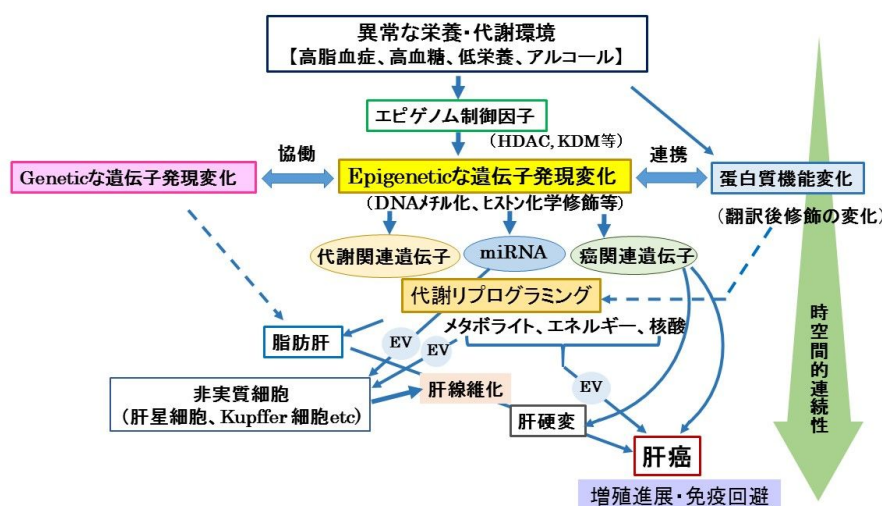 異常な栄養・代謝環境
【高脂血症、高血糖、低栄養、アルコール】
エピゲノム制御因子
(HDAC, KDM等)
Geneticな遺伝子発現変化
協働
Epigeneticな遺伝子発現変化
連携
蛋白質機能変化
(DNAメチル化、ヒストン化学修飾等)
(翻訳後修飾の変化)
代謝関連遺伝子
miRNA
癌関連遺伝子
代謝リプログラミング
メタボライト、エネルギー、核酸
脂肪肝
EV
EV
EV
非実質細胞
(肝星細胞、Kupffer 細胞etc)
肝線維化
肝硬変
肝癌
増殖進展・免疫回避
時空間的連続性